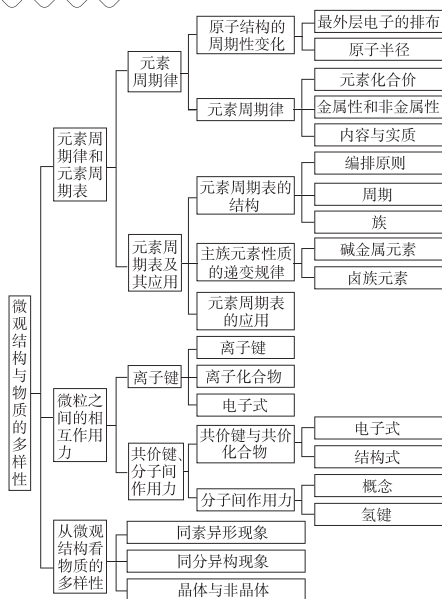 微
观
结
构
与
物
质
的
多
样
性
元素周
期律和
元素周
期表
元素
周期律
原子结构的
周期性变化
最外层电子的排布
原子半径
元素周期律
元素化合价
金属性和非金属性
内容与实质
元素周
期表及
其应用
元素周期表的
结构
编排原则
周期
族
主族元素性质
的递变规律
碱金属元素
卤族元素
元素周期表
的应用
微粒之
间的相
互作用
力
离子键
离子键
离子化合物
电子式
共价键、
分子间
作用力
共价键与共价
化合物
电子式
结构式
分子间作用力
概念
氢键
从微观
结构看
物质的
多样性
同素异形现象
同分异构现象
晶体与非晶体